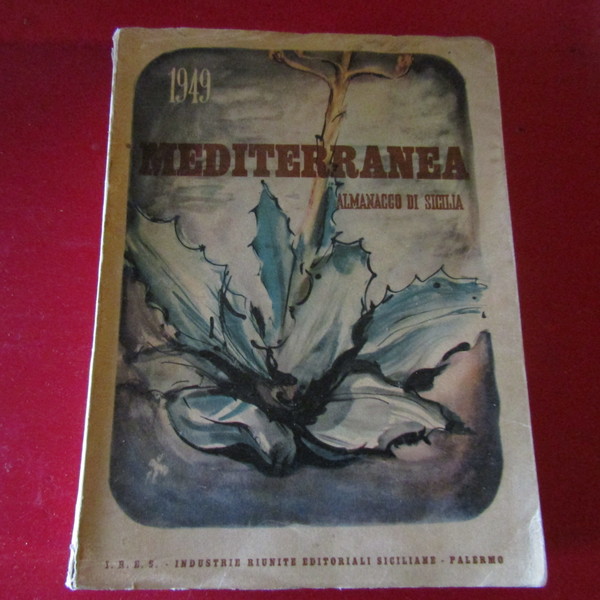 1949
MEDITERRANEA
ALMANACCO DI SICILIA
I. R. E. S. - INDUSTRIE RIUNITE EDITORIALI SICILIANE - PALERMO